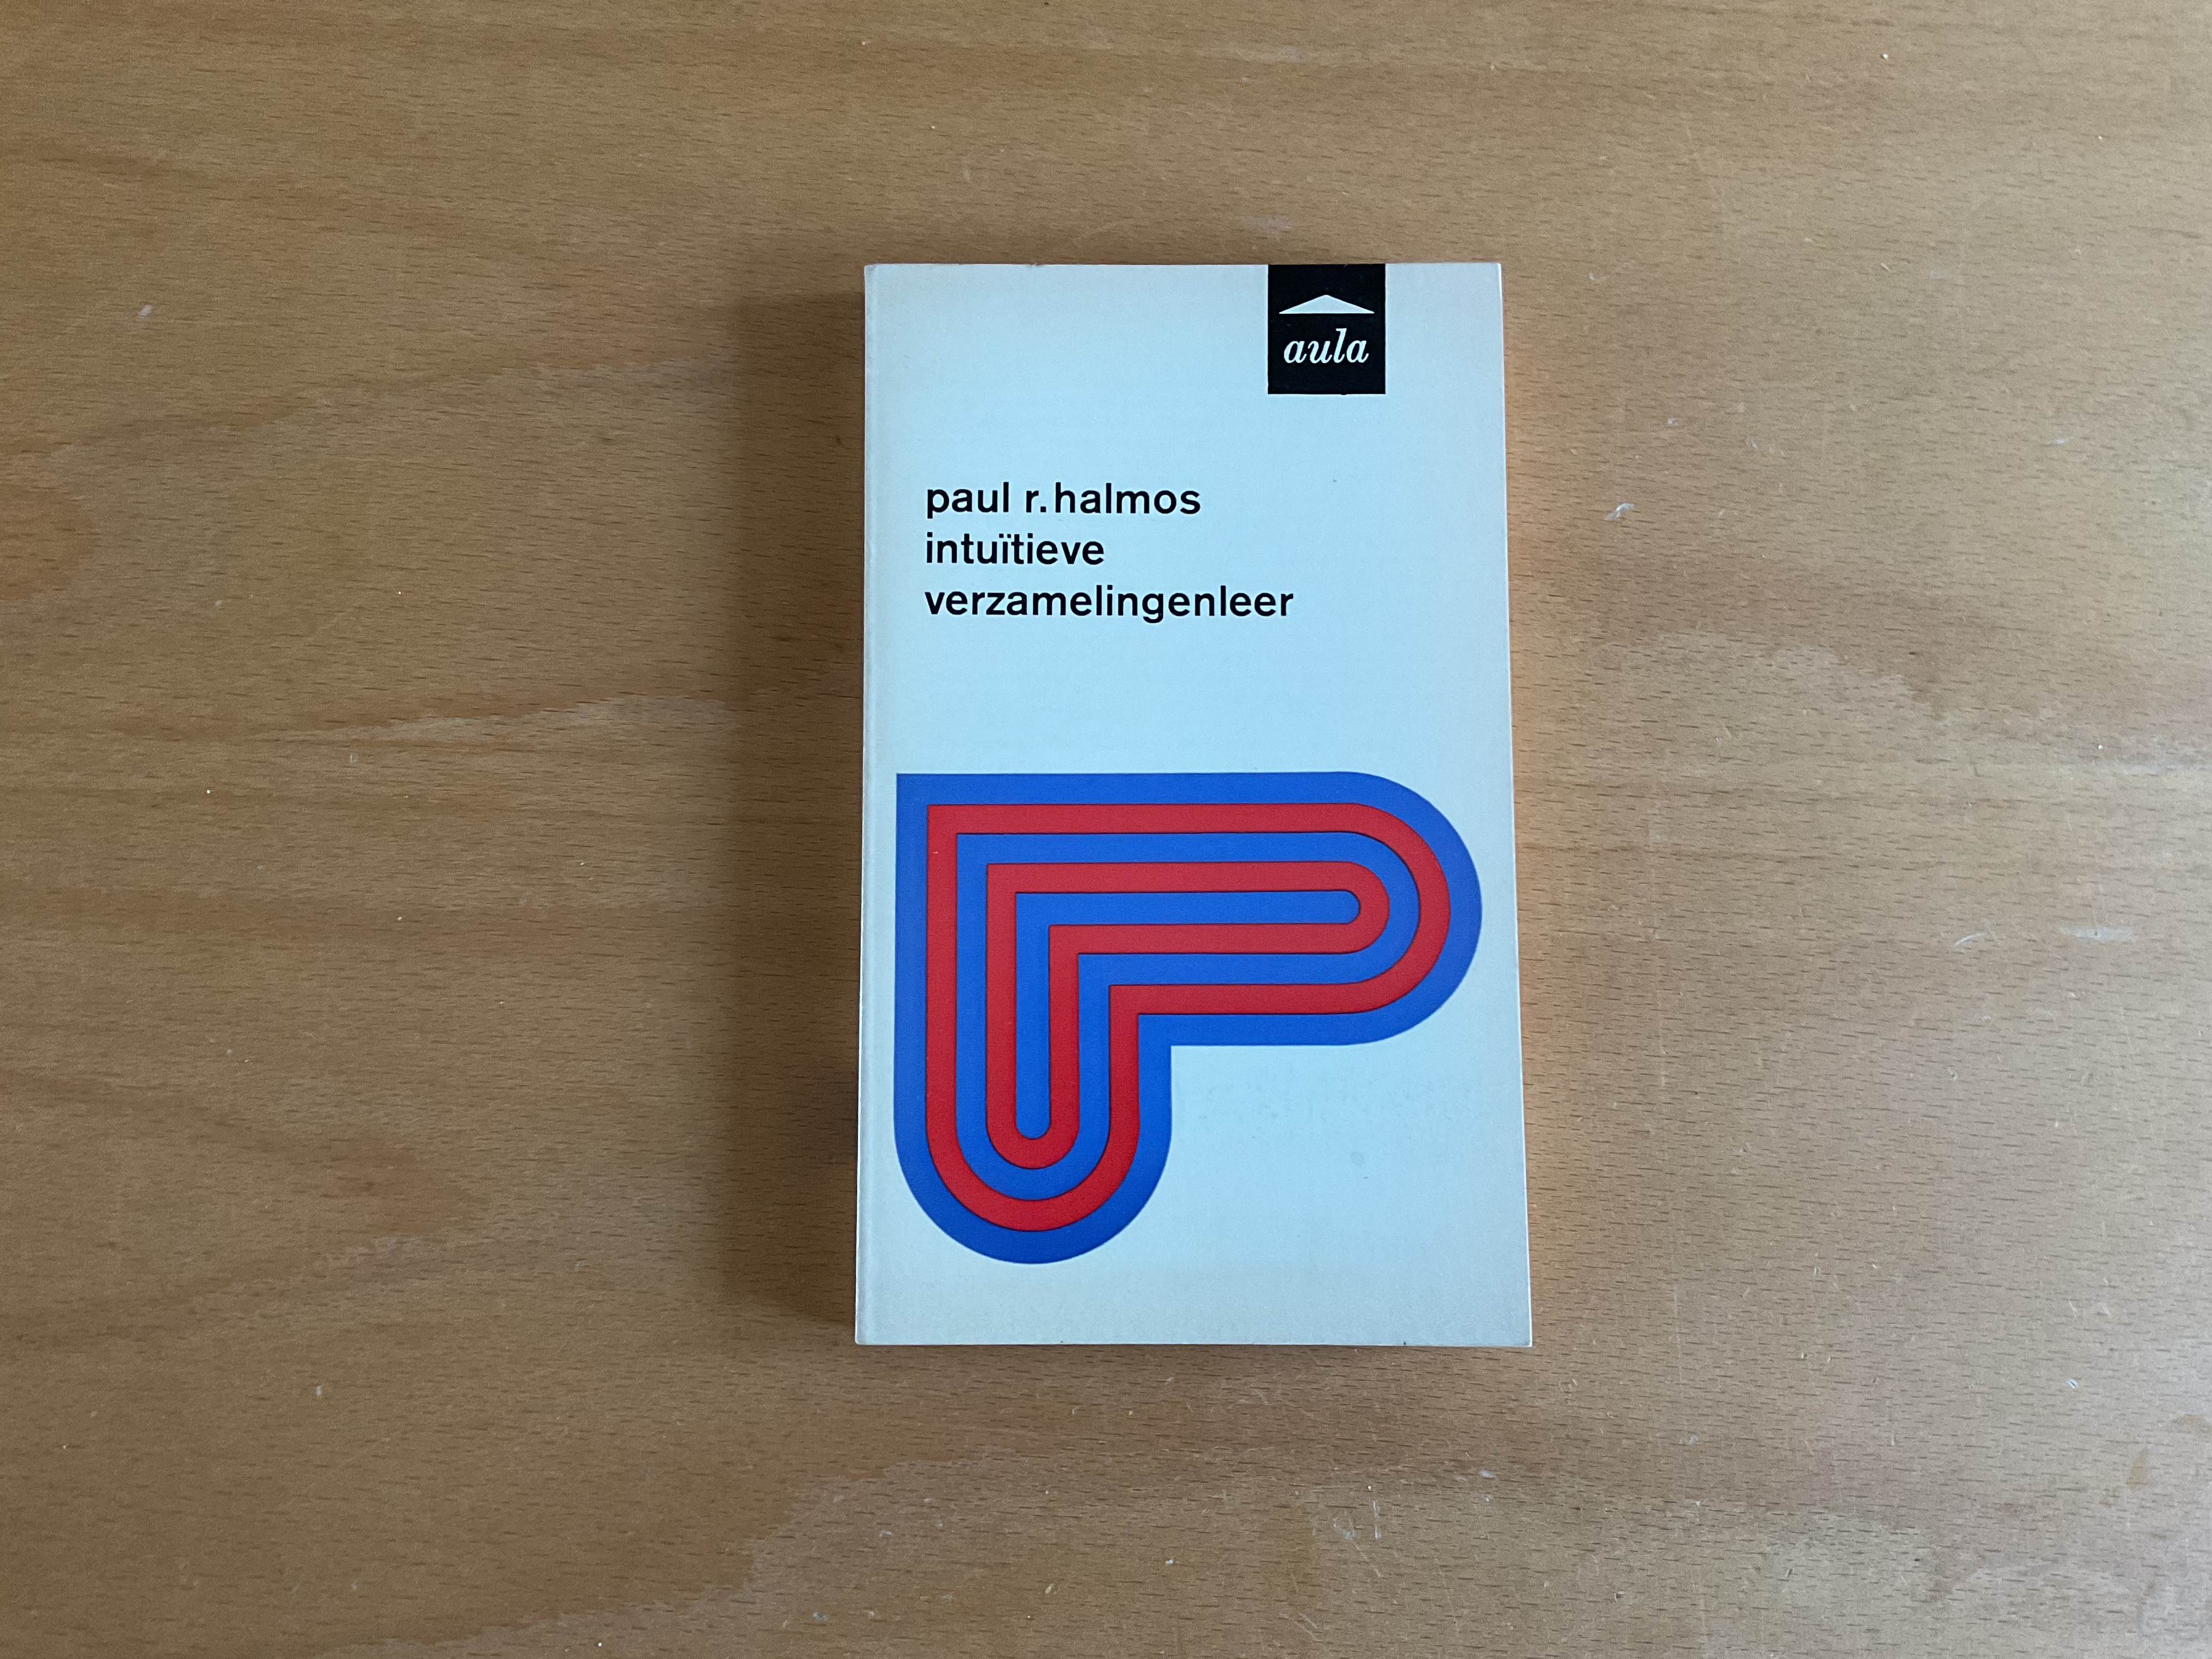 aula
paul r. halmos
intuïtieve
verzamelingenleer